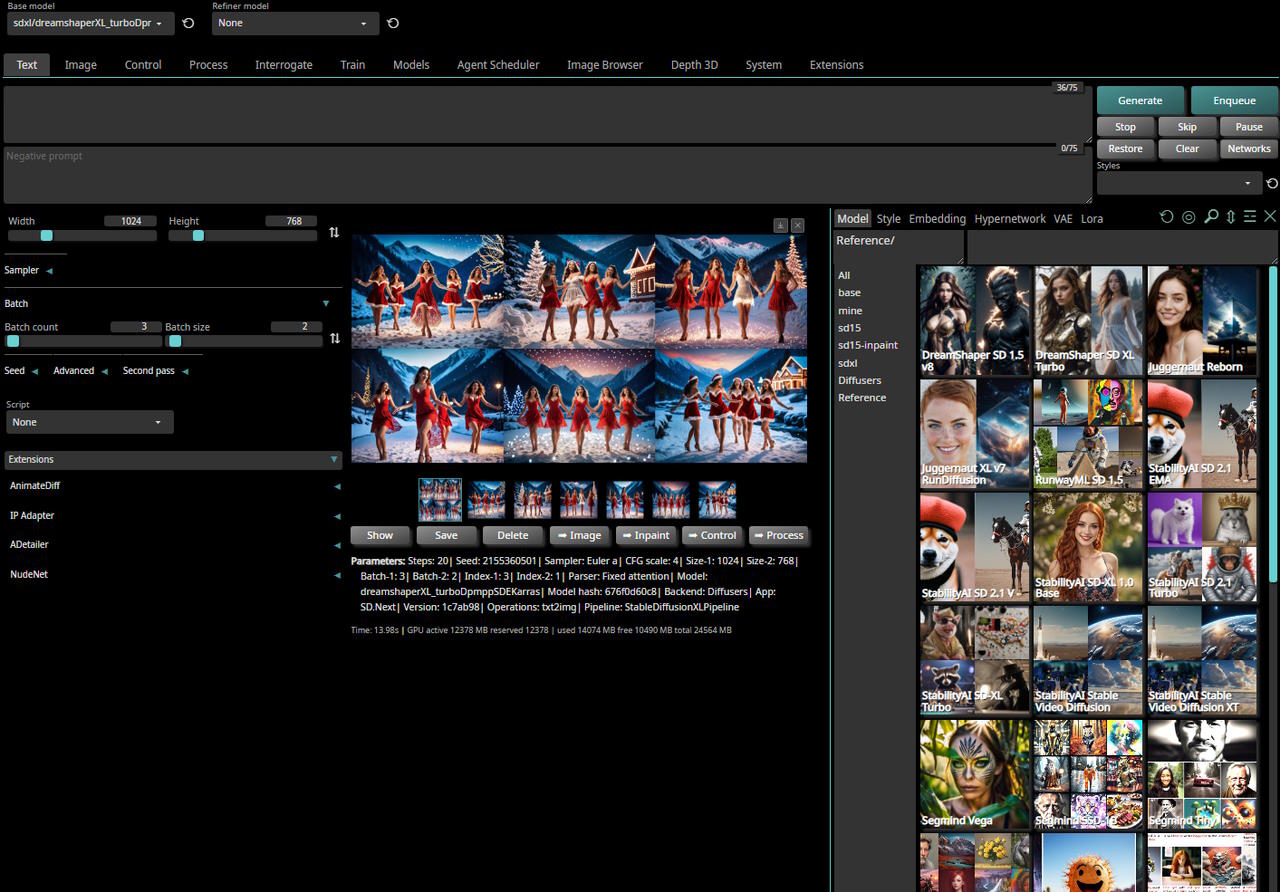 Base model
Refiner model
sdxl/dreamshaperXL_turboDpr
None
Text Image Control Process Interrogate Train Models Agent Scheduler Image Browser Depth 3D System Extensions
36/75
Generate Enqueue
Stop Skip Pause
Negative prompt
0/75
Restore Clear Networks
Styles
Width 1024 Height 768
Sampler
Batch
Batch count 3 Batch size 2
Seed Advanced Second pass
Script
None
Extensions
AnimateDiff
IP Adapter
ADetailer
NudeNet
Show Save Delete ➡ Image ➡ Inpaint ➡ Control ➡ Process
Parameters: Steps: 20| Seed: 2155360501| Sampler: Euler a| CFG scale: 4| Size-1: 1024| Size-2: 768|
Batch-1: 3| Batch-2: 2| Index-1: 3| Index-2: 1| Parser: Fixed attention| Model:
dreamshaperXL_turboDpmppSDEKarras| Model hash: 676f0d60c8| Backend: Diffusers| App:
SD.Next| Version: 1c7ab98| Operations: txt2img| Pipeline: StableDiffusionXLPipeline
Time: 13.98s | GPU active 12378 MB reserved 12378 | used 14074 MB free 10490 MB total 24564 MB
Model Style Embedding Hypernetwork VAE Lora
Reference/
All
base
mine
sd15
sd15-inpaint
sdxl
Diffusers
Reference
DreamShaper SD 1.5
v8
DreamShaper SD XL
Turbo
Juggernaut Reborn
Juggernaut XL v7
RunDiffusion
RunwayML SD 1.5
StabilityAI SD 2.1
EMA
StabilityAI SD 2.1 V
StabilityAI SD-XL 1.0
Base
StabilityAI SD 2.1
Turbo
StabilityAI SD-XL
Turbo
StabilityAI Stable
Video Diffusion
StabilityAI Stable
Video Diffusion XT
Segmind Vega
Segmind SSD-1B
Segmind Tiny